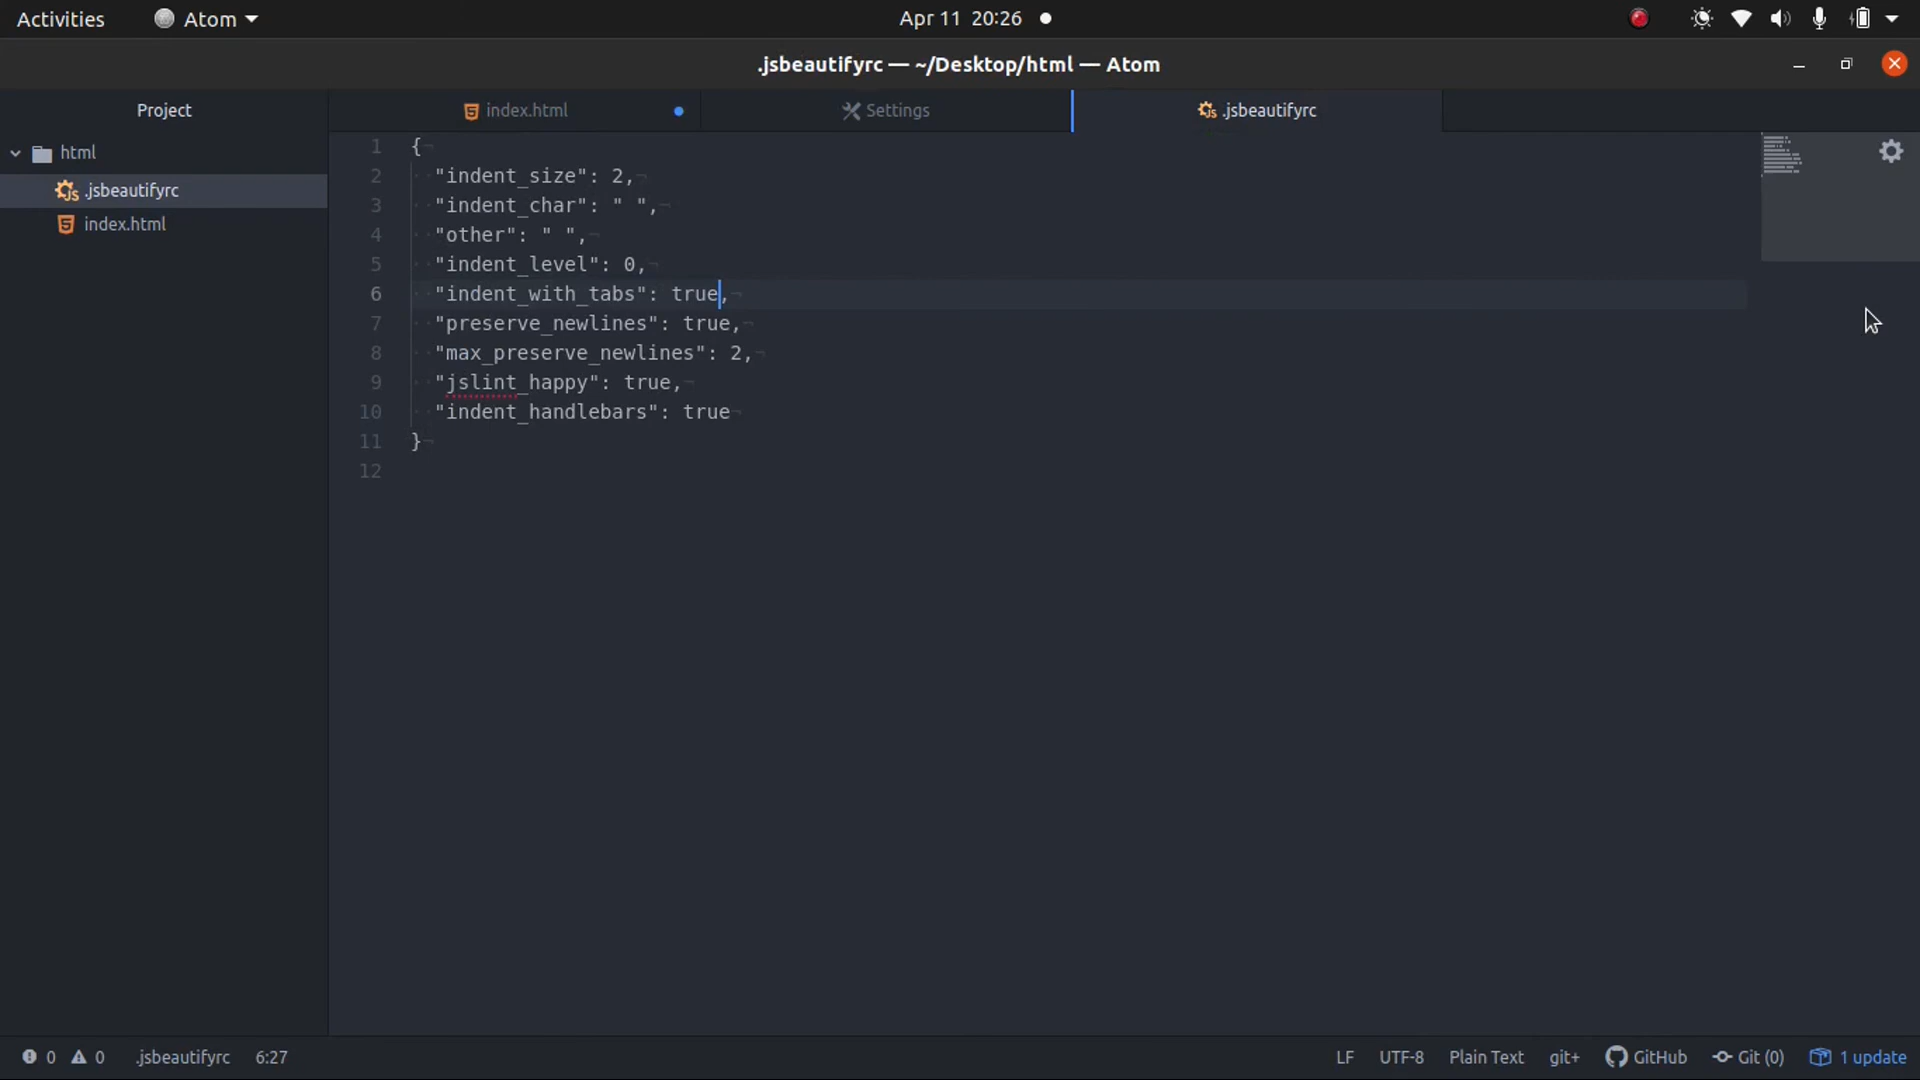 Activities Atom Apr 11 20:26
.jsbeautifyrc — ~/Desktop/html — Atom
Project index.html Settings .jsbeautifyrc
html
.jsbeautifyrc
index.html
1 {
2 "indent_size": 2,
3 "indent_char": " ",
4 "other": " ",
5 "indent_level": 0,
6 "indent_with_tabs": true,
7 "preserve_newlines": true,
8 "max_preserve_newlines": 2,
9 "jslint_happy": true,
10 "indent_handlebars": true
11 }
12
0 0 .jsbeautifyrc 6:27 LF UTF-8 Plain Text git+ GitHub Git (0) 1 update